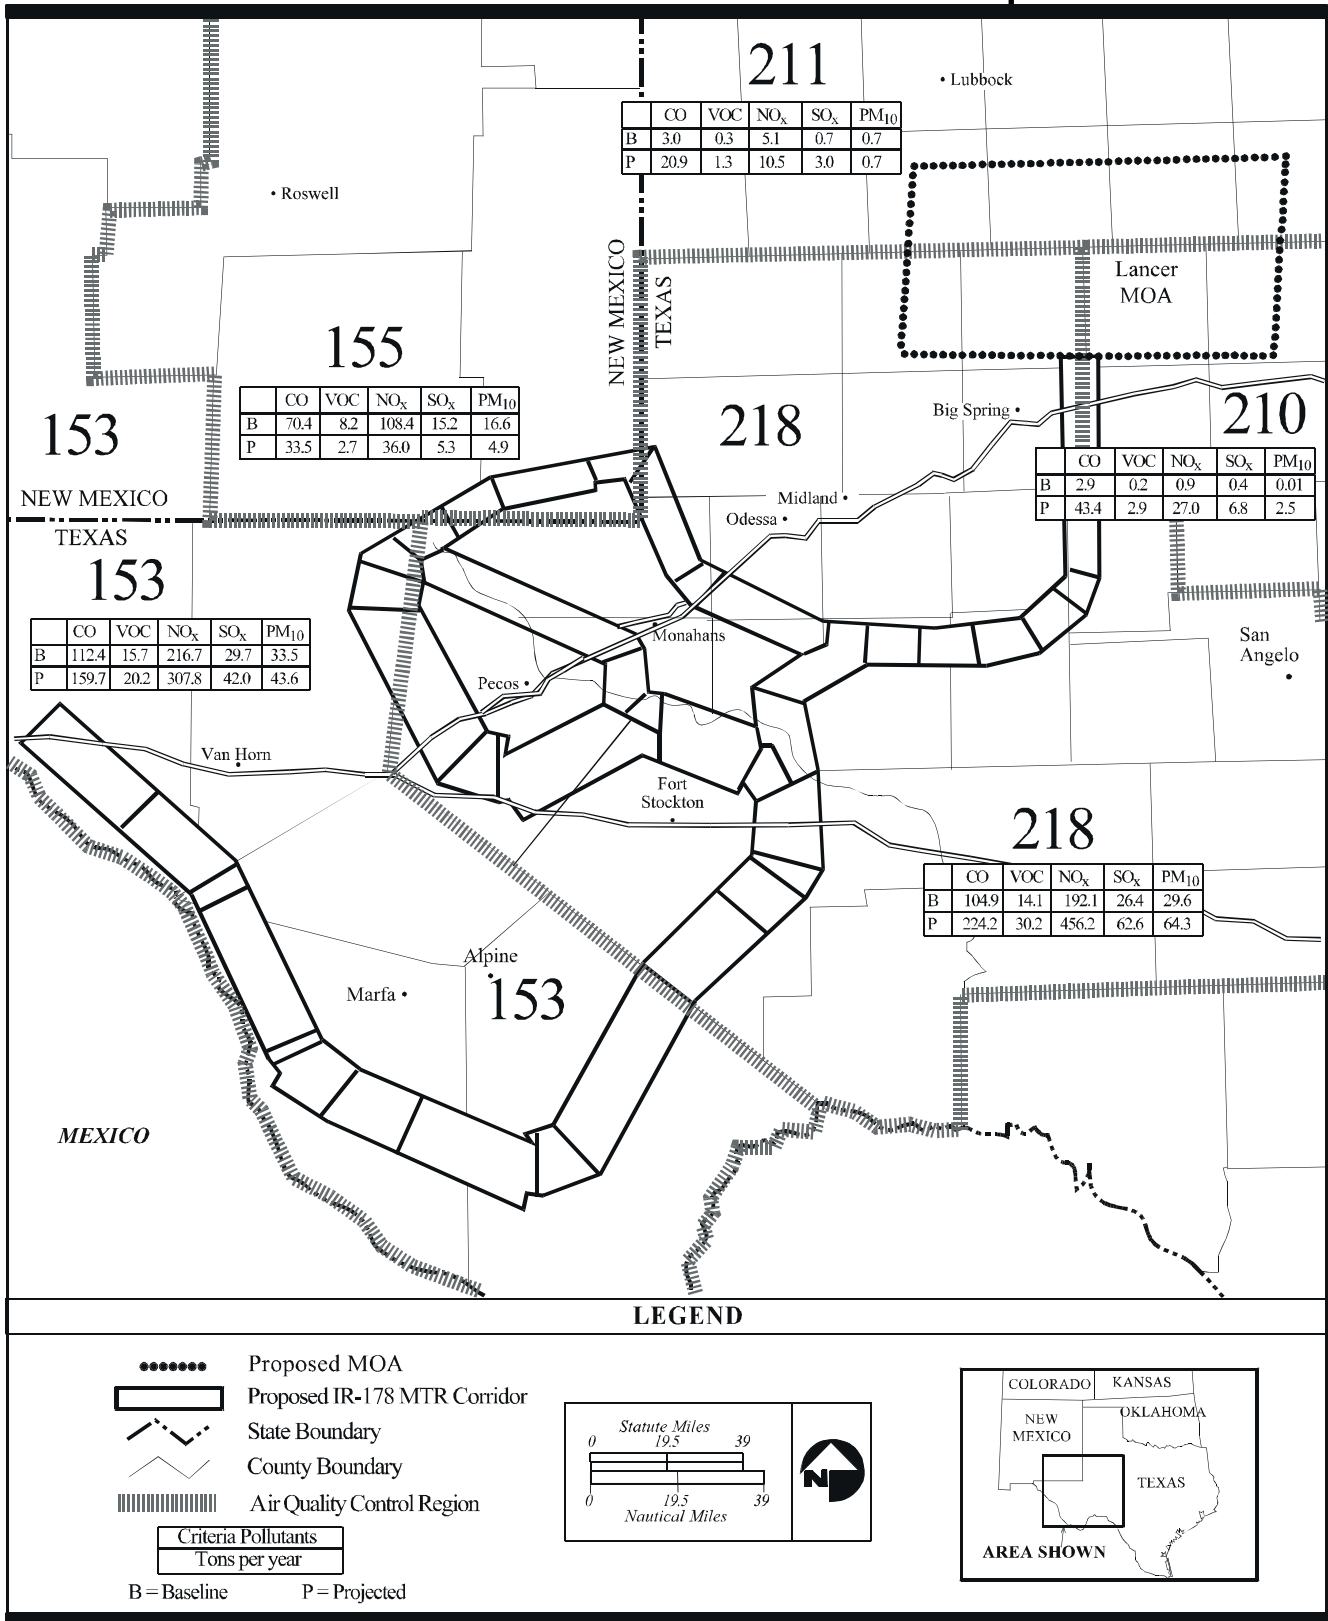 211
• Lubbock
CO VOC NOx SOx PM10
B 3.0 0.3 5.1 0.7 0.7
P 20.9 1.3 10.5 3.0 0.7
• Roswell
NEW MEXICO
TEXAS
Lancer
MOA
155
CO VOC NOx SOx PM10
B 70.4 8.2 108.4 15.2 16.6
P 33.5 2.7 36.0 5.3 4.9
153
218
Big Spring •
210
CO VOC NOx SOx PM10
B 2.9 0.2 0.9 0.4 0.01
P 43.4 2.9 27.0 6.8 2.5
NEW MEXICO
TEXAS
Midland •
Odessa •
153
CO VOC NOx SOx PM10
B 112.4 15.7 216.7 29.7 33.5
P 159.7 20.2 307.8 42.0 43.6
Monahans
San
Angelo
Pecos •
Van Horn
Fort
Stockton
218
CO VOC NOx SOx PM10
B 104.9 14.1 192.1 26.4 29.6
P 224.2 30.2 456.2 62.6 64.3
Alpine
Marfa •
153
MEXICO
LEGEND
Proposed MOA
Proposed IR-178 MTR Corridor
State Boundary
County Boundary
Air Quality Control Region
Criteria Pollutants
Tons per year
B = Baseline P = Projected
Statute Miles
0 19.5 39
0 19.5 39
Nautical Miles
N
COLORADO KANSAS
NEW
MEXICO
OKLAHOMA
TEXAS
AREA SHOWN